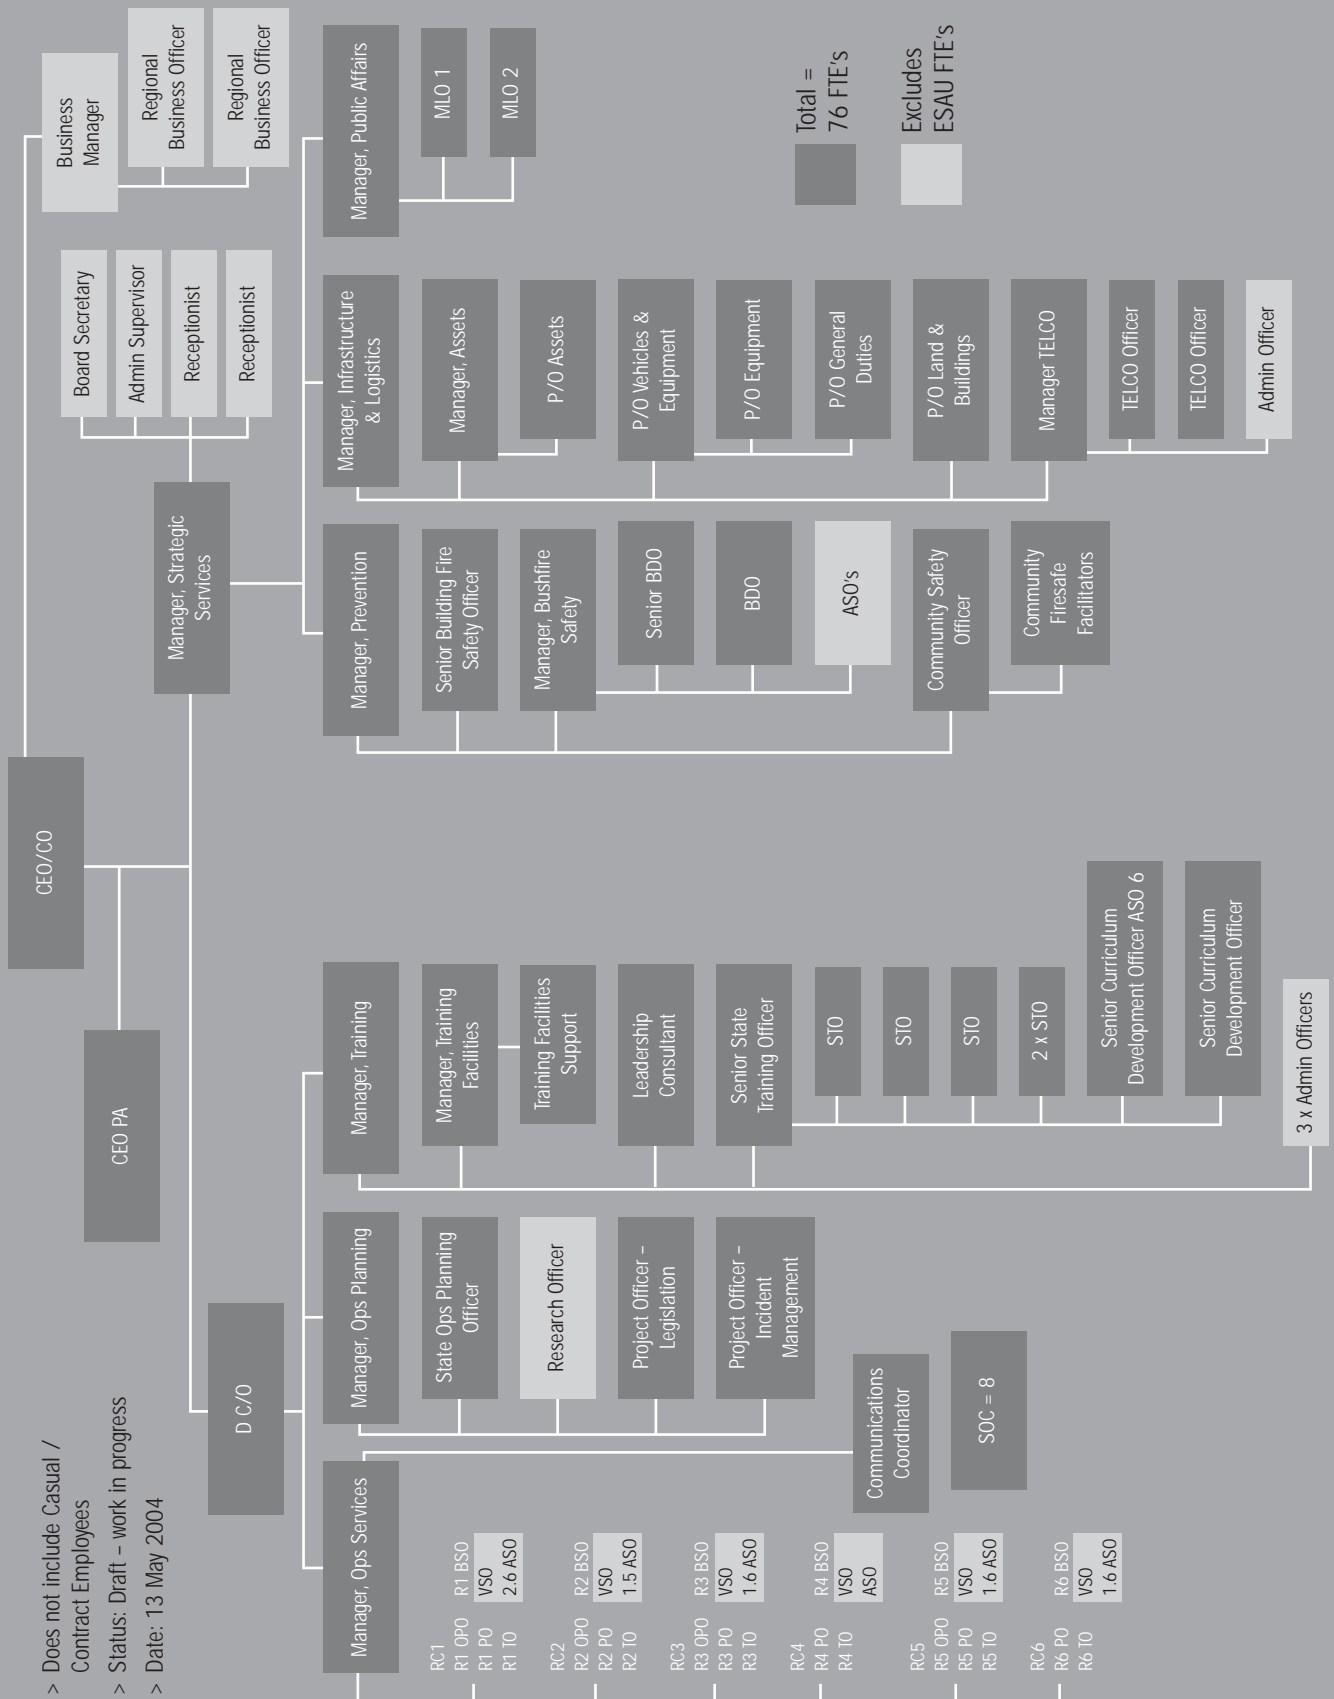 > Does not include Casual /
Contract Employees
> Status: Draft – work in progress
> Date: 13 May 2004
CEO/CO
CEO PA
Business
Manager
Regional
Business Officer
Regional
Business Officer
Board Secretary
Admin Supervisor
Receptionist
Receptionist
Manager, Strategic
Services
D C/O
Manager, Ops Services
RC1
R1 OPO
R1 PO
R1 TO
R1 BSO
VSO
2.6 ASO
RC2
R2 OPO
R2 PO
R2 TO
R2 BSO
VSO
1.5 ASO
RC3
R3 OPO
R3 PO
R3 TO
R3 BSO
VSO
1.6 ASO
RC4
R4 PO
R4 TO
R4 BSO
VSO
ASO
RC5
R5 OPO
R5 PO
R5 TO
R5 BSO
VSO
1.6 ASO
RC6
R6 PO
R6 TO
R6 BSO
VSO
1.6 ASO
Communications
Coordinator
SOC = 8
Manager, Ops Planning
State Ops Planning
Officer
Research Officer
Project Officer –
Legislation
Project Officer –
Incident
Management
Manager, Training
Manager, Training
Facilities
Training Facilities
Support
Leadership
Consultant
Senior State
Training Officer
STO
STO
STO
2 x STO
Senior Curriculum
Development Officer ASO 6
Senior Curriculum
Development Officer
3 x Admin Officers
Manager, Prevention
Senior Building Fire
Safety Officer
Manager, Bushfire
Safety
Senior BDO
BDO
ASO's
Community Safety
Officer
Community
Firesafe
Facilitators
Manager, Infrastructure
& Logistics
Manager, Assets
P/O Assets
P/O Vehicles &
Equipment
P/O Equipment
P/O General
Duties
P/O Land &
Buildings
Manager TELCO
TELCO Officer
TELCO Officer
Admin Officer
Manager, Public Affairs
MLO 1
MLO 2
Total =
76 FTE's
Excludes
ESAU FTE's